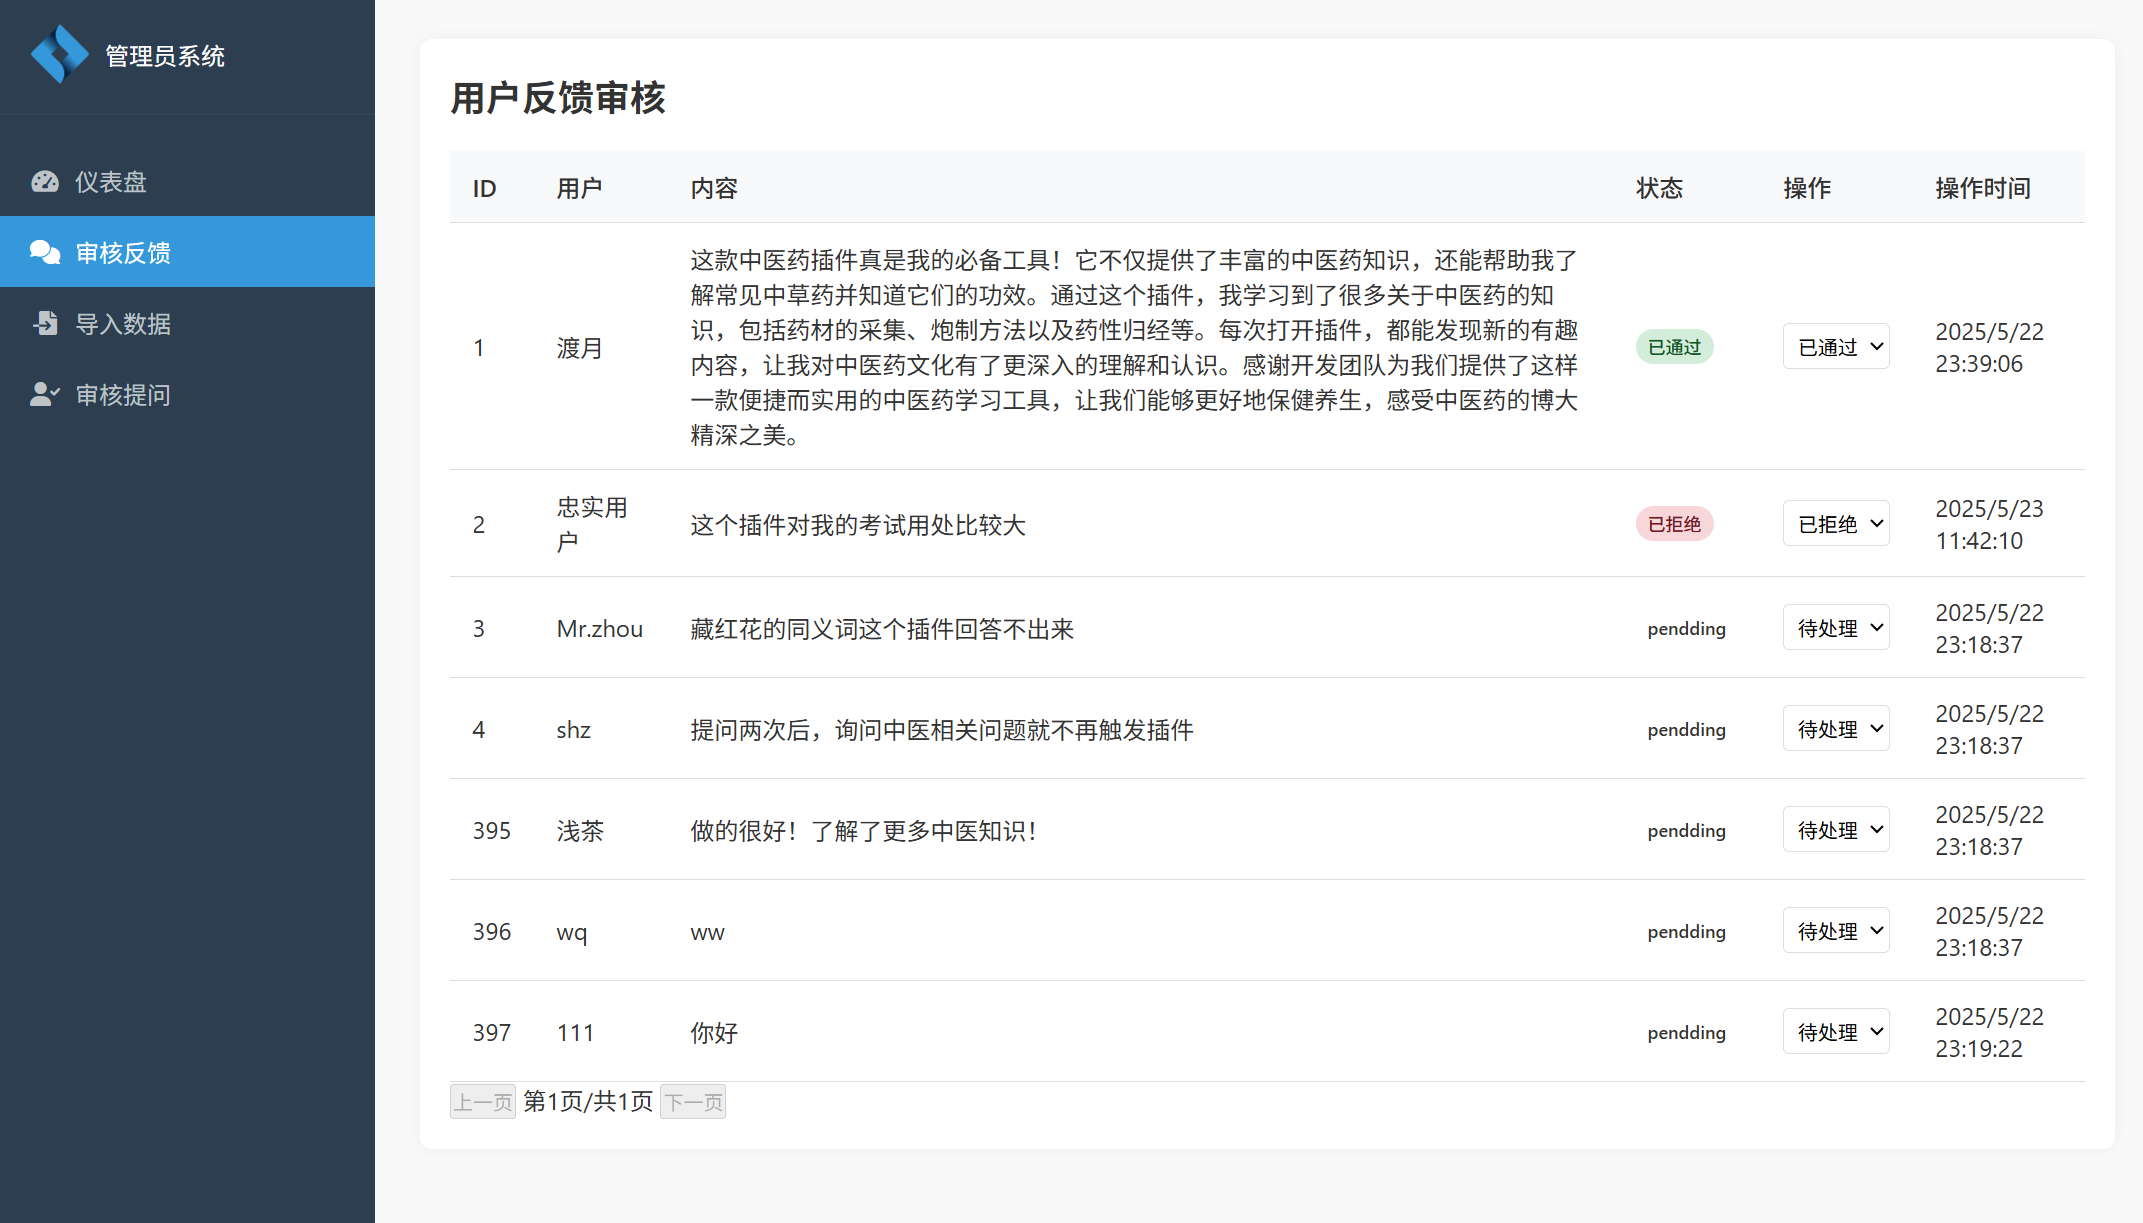 管理员系统
仪表盘
审核反馈
导入数据
审核提问
用户反馈审核
ID 用户 内容 状态 操作 操作时间
这款中医药插件真是我的必备工具！它不仅提供了丰富的中医药知识，还能帮助我了
解常见中草药并知道它们的功效。通过这个插件，我学习到了很多关于中医药的知
识，包括药材的采集、炮制方法以及药性归经等。每次打开插件，都能发现新的有趣
内容，让我对中医药文化有了更深入的理解和认识。感谢开发团队为我们提供了这样
一款便捷而实用的中医药学习工具，让我们能够更好地保健养生，感受中医药的博大
精深之美。
1 渡月 已通过 已通过 2025/5/22
23:39:06
2 忠实用
户 这个插件对我的考试用处比较大 已拒绝 已拒绝 2025/5/23
11:42:10
3 Mr.zhou 藏红花的同义词这个插件回答不出来 pendding 待处理 2025/5/22
23:18:37
4 shz 提问两次后，询问中医相关问题就不再触发插件 pendding 待处理 2025/5/22
23:18:37
395 浅茶 做的很好！了解了更多中医知识！ pendding 待处理 2025/5/22
23:18:37
396 wq ww pendding 待处理 2025/5/22
23:18:37
397 111 你好 pendding 待处理 2025/5/22
23:19:22
上一页 第1页/共1页 下一页